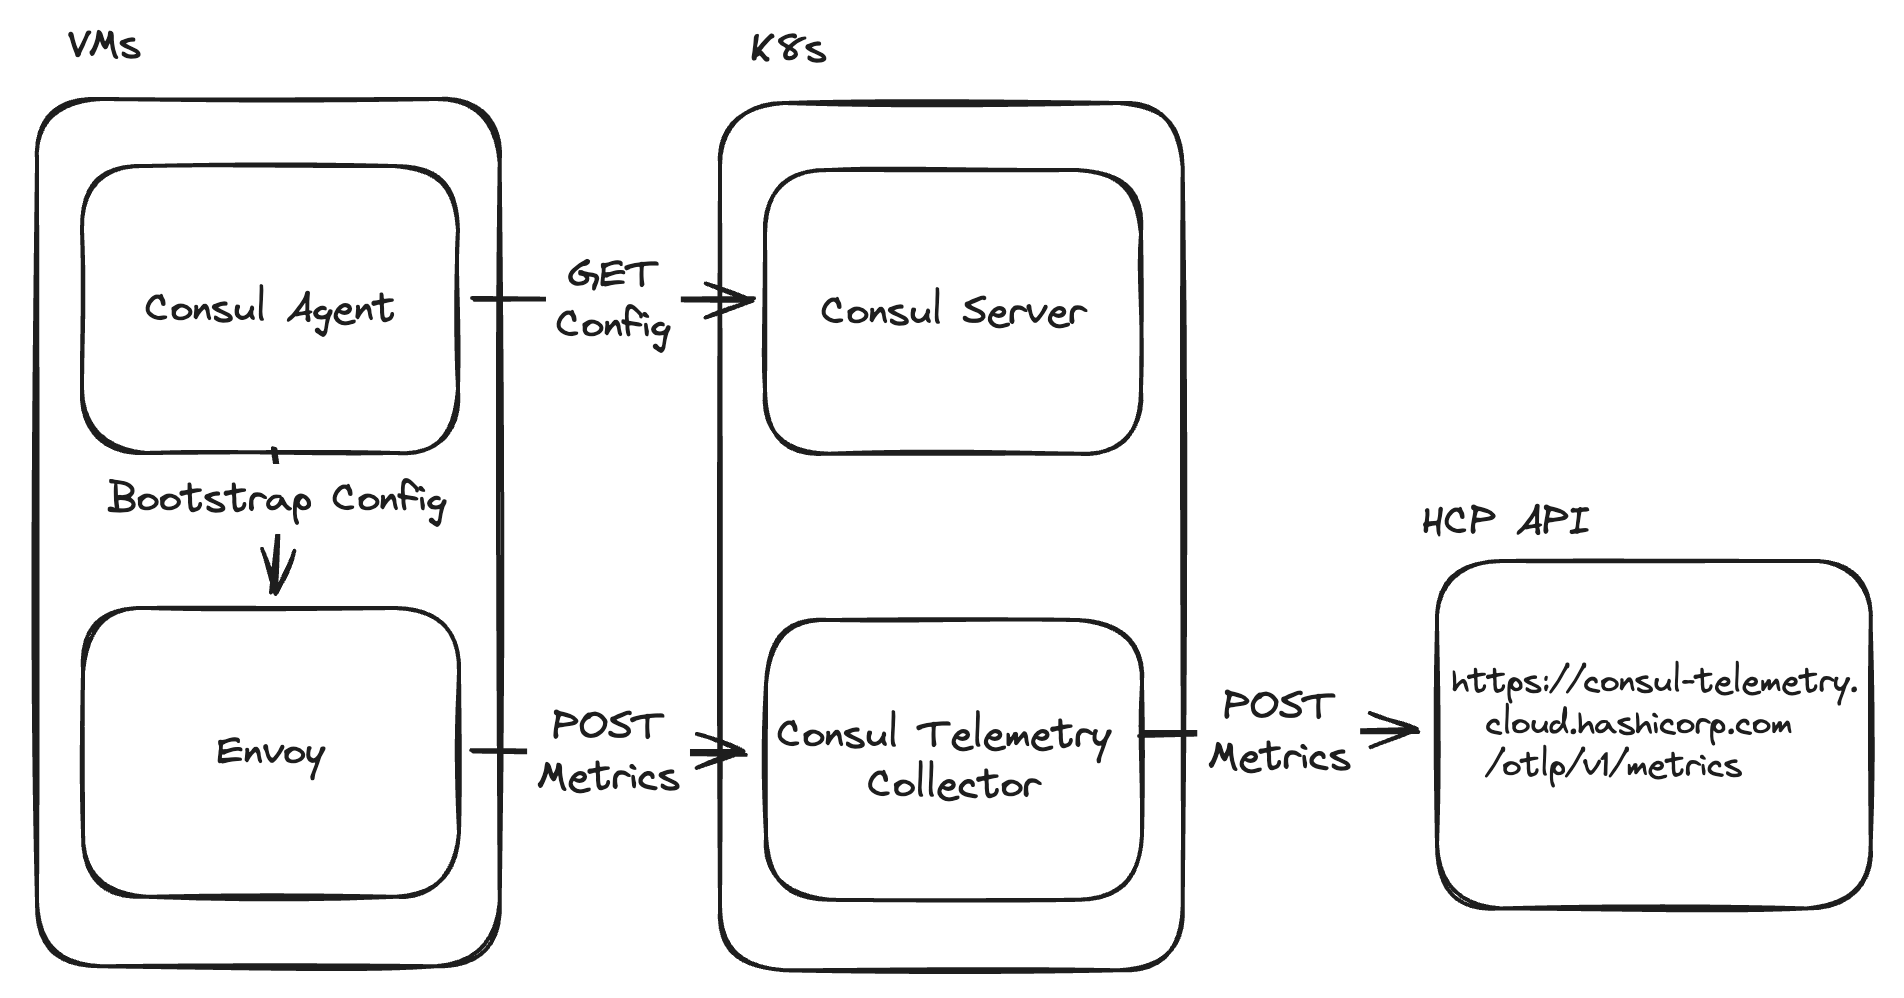 VMs
K8s
Consul Agent
GET
Config
Consul Server
Bootstrap Config
HCP API
Envoy
POST
Metrics
Consul Telemetry
Collector
POST
Metrics
https://consul-telemetry.
cloud.hashicorp.com
/otlp/v1/metrics